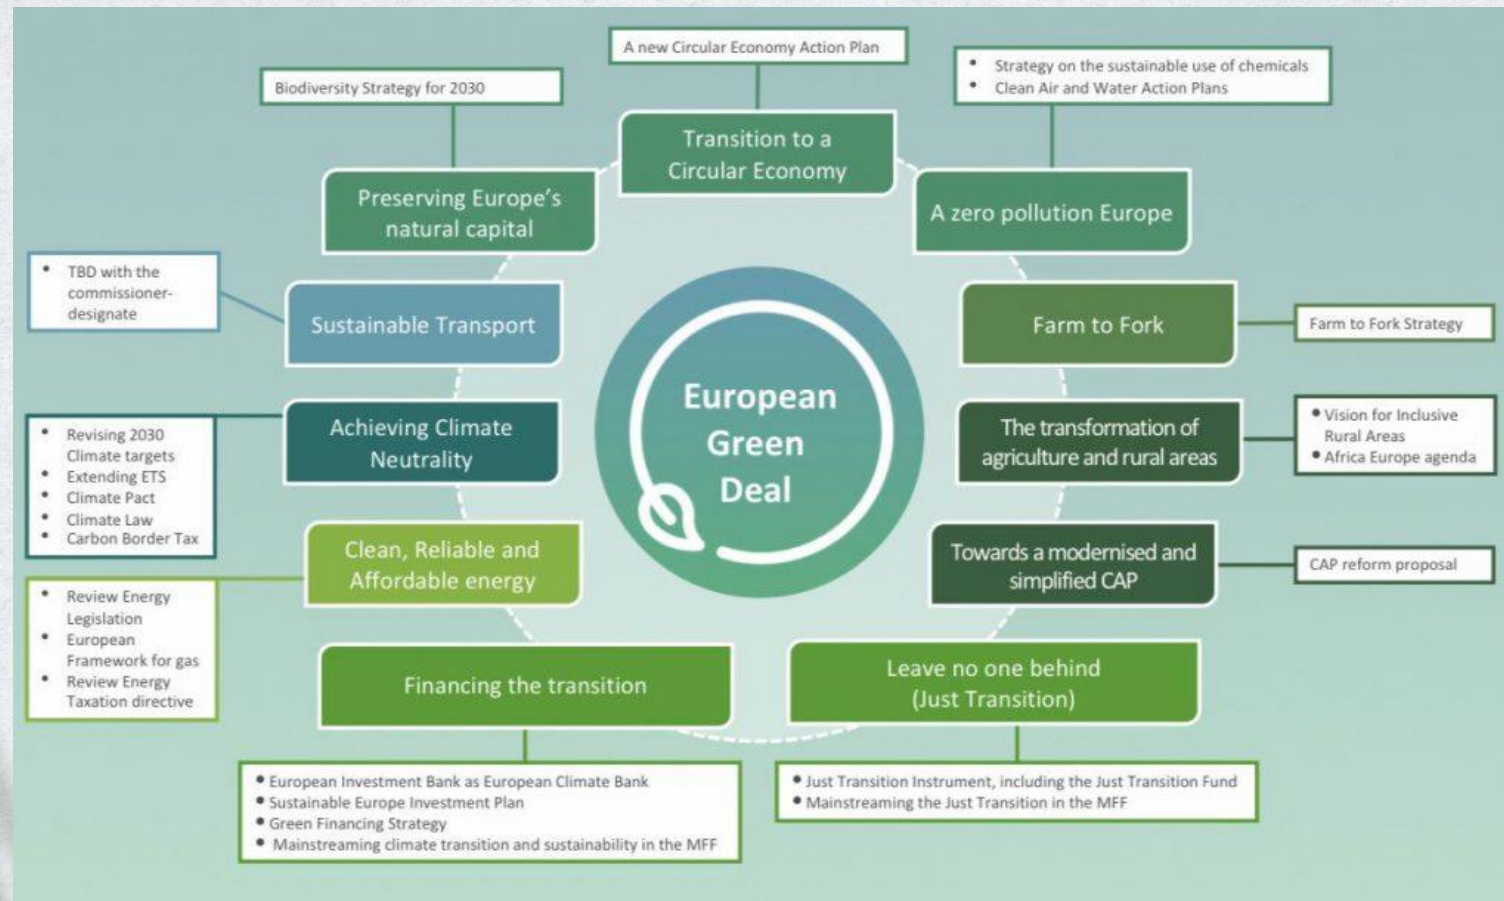 A new Circular Economy Action Plan
Biodiversity Strategy for 2030
• Strategy on the sustainable use of chemicals
• Clean Air and Water Action Plans
Transition to a
Circular Economy
Preserving Europe's
natural capital
A zero pollution Europe
• TBD with the
commissioner-
designate
Sustainable Transport
Farm to Fork
Farm to Fork Strategy
European
Green
Deal
• Revising 2030
Climate targets
• Extending ETS
• Climate Pact
• Climate Law
• Carbon Border Tax
Achieving Climate
Neutrality
The transformation of
agriculture and rural areas
• Vision for Inclusive
Rural Areas
• Africa Europe agenda
• Review Energy
Legislation
• European
Framework for gas
• Review Energy
Taxation directive
Clean, Reliable and
Affordable energy
Towards a modernised and
simplified CAP
CAP reform proposal
Financing the transition
Leave no one behind
(Just Transition)
• European Investment Bank as European Climate Bank
• Sustainable Europe Investment Plan
• Green Financing Strategy
• Mainstreaming climate transition and sustainability in the MFF
• Just Transition Instrument, including the Just Transition Fund
• Mainstreaming the Just Transition in the MFF